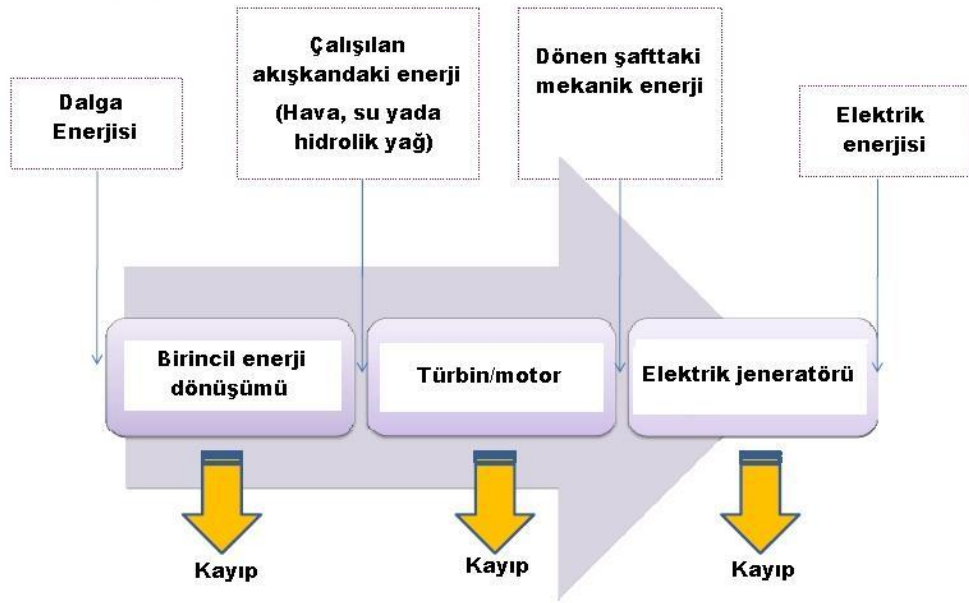 Dalga
Enerjisi
Çalışılan
akışkandaki enerji
(Hava, su yada
hidrolik yağ)
Dönen şafttaki
mekanik enerji
Elektrik
enerjisi
Birincil enerji
dönüşümü
Türbin/motor
Elektrik jeneratörü
Kayıp
Kayıp
Kayıp